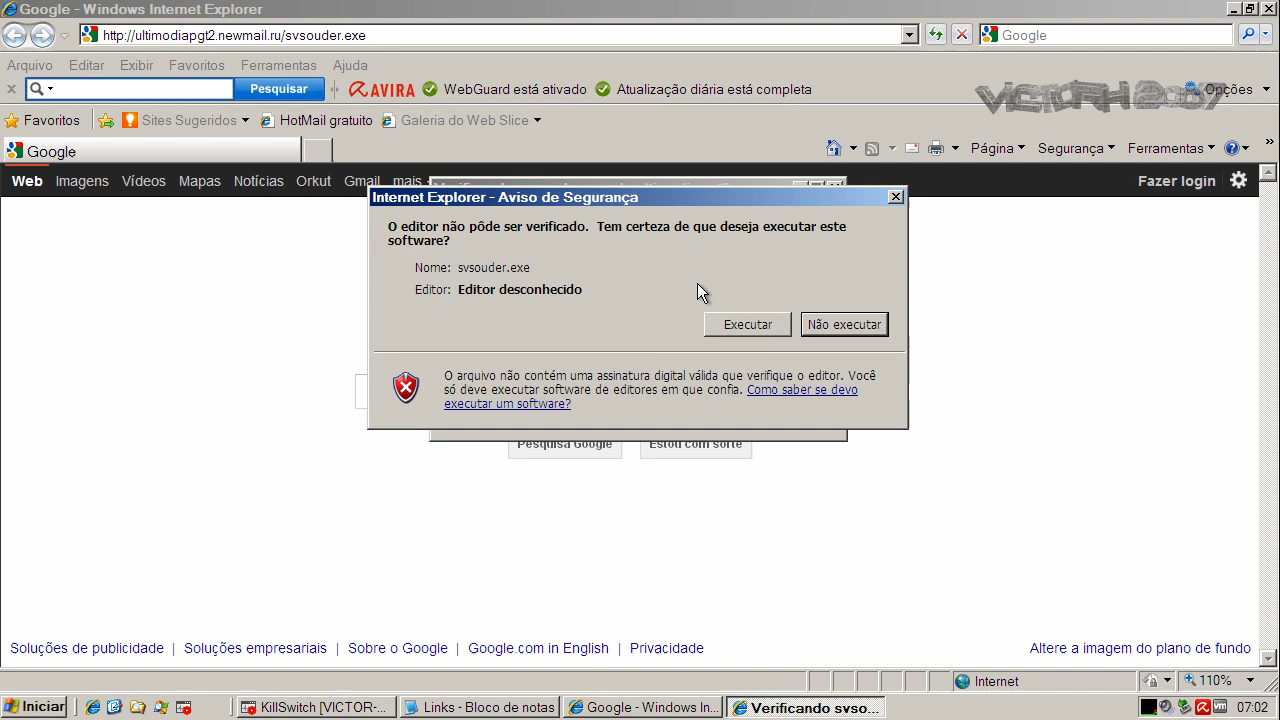 Google - Windows Internet Explorer
http://ultimodiapgt2.newmail.ru/svsouder.exe
Google
Arquivo Editar Exibir Favoritos Ferramentas Ajuda
Pesquisar AVIRA WebGuard está ativado Atualização diária está completa Opções
VICTORH 2007
Favoritos Sites Sugeridos HotMail gratuito Galeria do Web Slice
Google
Página Segurança Ferramentas
Web Imagens Vídeos Mapas Notícias Orkut Gmail mais Fazer login
Internet Explorer - Aviso de Segurança
O editor não pôde ser verificado. Tem certeza de que deseja executar este
software?
Nome: svsouder.exe
Editor: Editor desconhecido
Executar Não executar
O arquivo não contém uma assinatura digital válida que verifique o editor. Você
só deve executar software de editores em que confia. Como saber se devo
executar um software?
Pesquisa Google Estou com sorte
Soluções de publicidade | Soluções empresariais | Sobre o Google | Google.com in English | Privacidade
Altere a imagem do plano de fundo
Internet 110%
Iniciar KillSwitch [VICTOR-... Links - Bloco de notas Google - Windows In... Verificando svso... 07:02